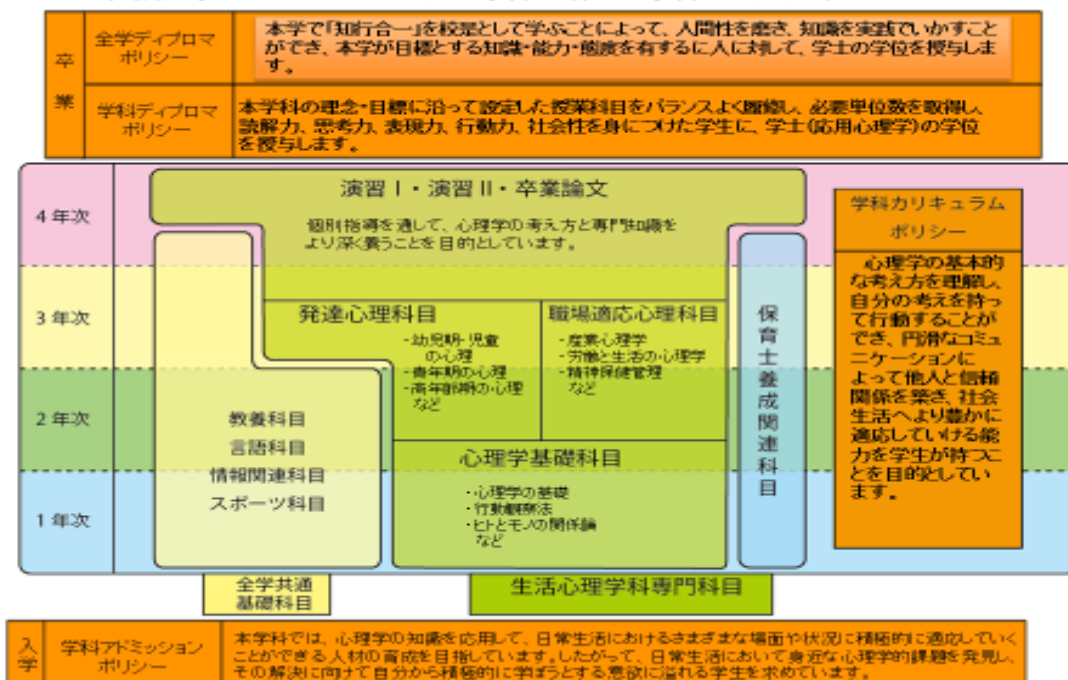 卒業
全学ディプロマ
ポリシー
本学で「知行合一」を校是として学ぶことによって、人間性を磨き、知識を実践でいかすこと
ができ、本学が目標とする知識・能力・態度を有するに人に対して、学士の学位を授与しま
す。
学科ディプロマ
ポリシー
本学科の理念・目標に沿って設定した授業科目をバランスよく履修し、必要単位数を取得し、
読解力、思考力、表現力、行動力、社会性を身につけた学生に、学士(応用心理学)の学位
を授与します。
4年次
3年次
2年次
1年次
演習Ⅰ・演習Ⅱ・卒業論文
個別指導を通して、心理学の考え方と専門知識を
より深く養うことを目的としています。
発達心理科目
・幼児期・児童
の心理
・青年期の心理
・高年齢期の心理
など
職場適応心理科目
・産業心理学
・労働と生活の心理学
・精神保健管理
など
教養科目
言語科目
情報関連科目
スポーツ科目
心理学基礎科目
・心理学の基礎
・行動観察法
・ヒトとモノの関係論
など
保育士養成関連科目
学科カリキュラム
ポリシー
心理学の基本的
な考え方を理解し、
自分の考えを持っ
て行動することが
でき、円滑なコミュ
ニケーションに
よって他人と信頼
関係を築き、社会
生活へより豊かに
適応していける能
力を学生が持つこ
とを目的としてい
ます。
全学共通
基礎科目
生活心理学科専門科目
入学
学科アドミッション
ポリシー
本学科では、心理学の知識を応用して、日常生活におけるさまざまな場面や状況に積極的に適応していく
ことができる人材の育成を目指しています。したがって、日常生活において身近な心理学的課題を発見し、
その解決に向けて自分から積極的に学ぼうとする意欲に溢れる学生を求めています。